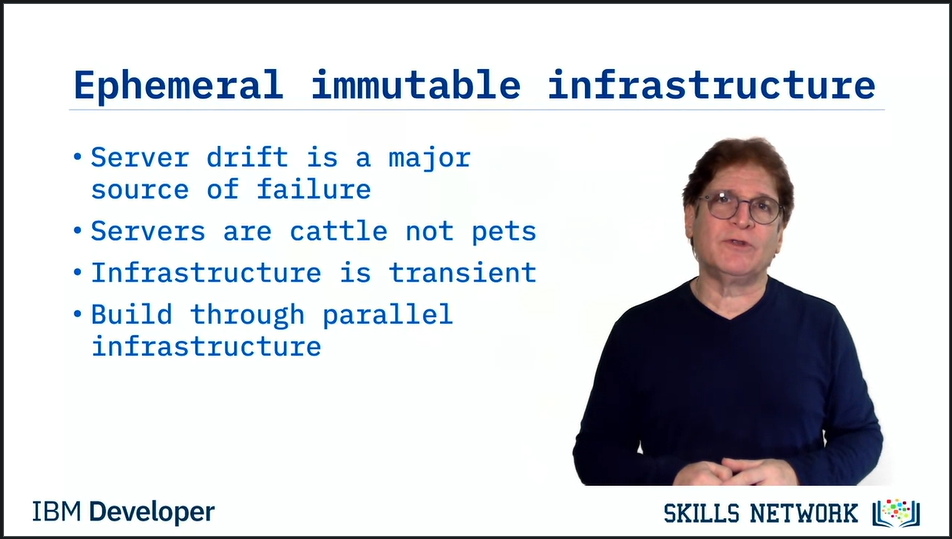 Ephemeral immutable infrastructure
• Server drift is a major
source of failure
• Servers are cattle not pets
• Infrastructure is transient
• Build through parallel
infrastructure
IBM Developer
SKILLS NETWORK